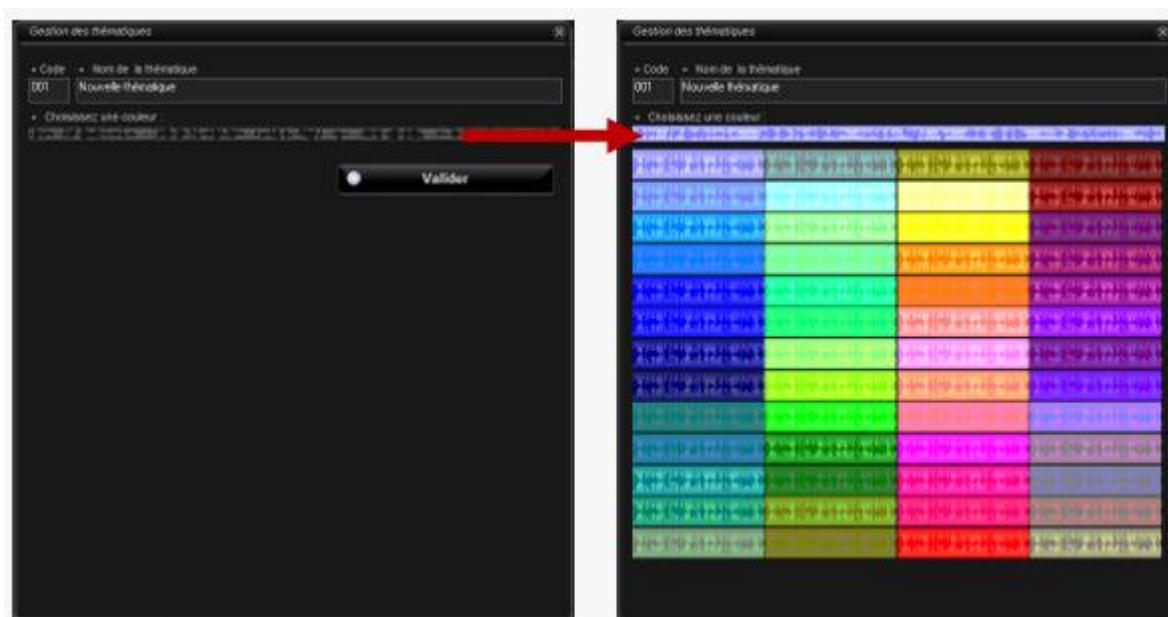 Gestion des thématiques
Code Nom de la thématique
001 Nouvelle thématique
Choisissez une couleur
Valider
Gestion des thématiques
Code Nom de la thématique
001 Nouvelle thématique
Choisissez une couleur